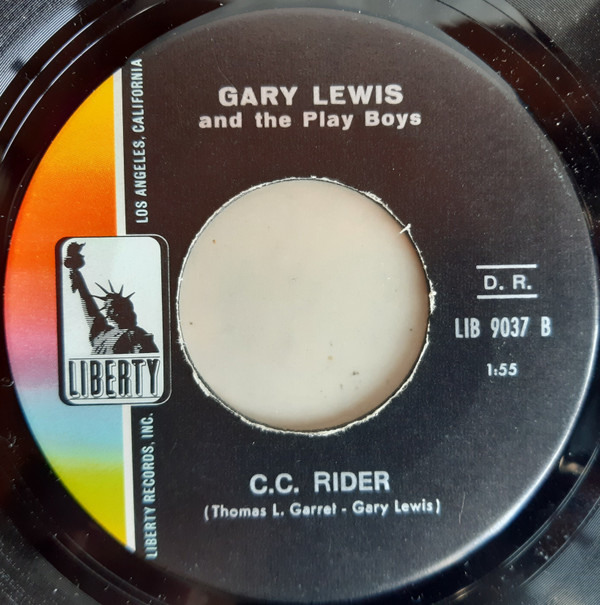 GARY LEWIS
and the Play Boys
LOS ANGELES, CALIFORNIA
LIBERTY
LIBERTY RECORDS, INC.
D. R.
LIB 9037 B
1:55
C.C. RIDER
(Thomas L. Garret - Gary Lewis)